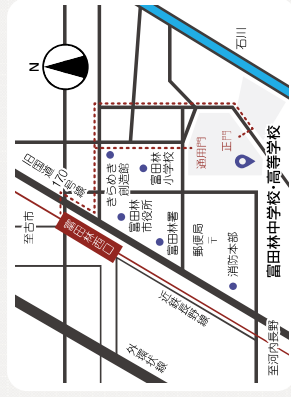 N
石川
旧国道170号線
至古市
きらめき
創造館
富田林
小学校
通用門
正門
富田林
市役所
富田林署
郵便局
〒
消防本部
富田林中学校・高等学校
富田林西口
近鉄長野線
外環状線
至河内長野